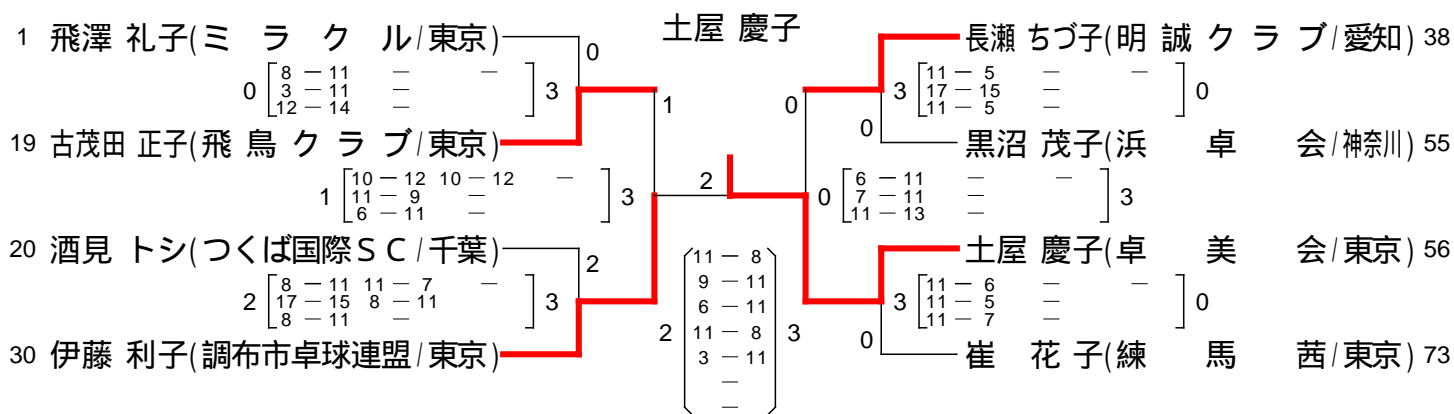 土屋 慶子
1 飛澤 礼子(ミラクル/東京)
0
0 [8-11 - -
3-11 -
12-14 - ] 3
1
19 古茂田 正子(飛鳥クラブ/東京)
1 [10-12 10-12 -
11-9 -
6-11 - ] 3
20 酒見 トシ(つくば国際SC/千葉)
2
2 [8-11 11-7 -
17-15 8-11
8-11 - ] 3
30 伊藤 利子(調布市卓球連盟/東京)
2
2 (11-8
9-11
6-11
11-8
3-11
-
-) 3
長瀬 ちづ子(明誠クラブ/愛知) 38
0
3 [11-5 - -
17-15 -
11-5 - ] 0
0
黒沼 茂子(浜卓会/神奈川) 55
0 [6-11 - -
7-11 -
11-13 - ] 3
土屋 慶子(卓美会/東京) 56
3 [11-6 - -
11-5 -
11-7 - ] 0
0
崔 花子(練馬茜/東京) 73